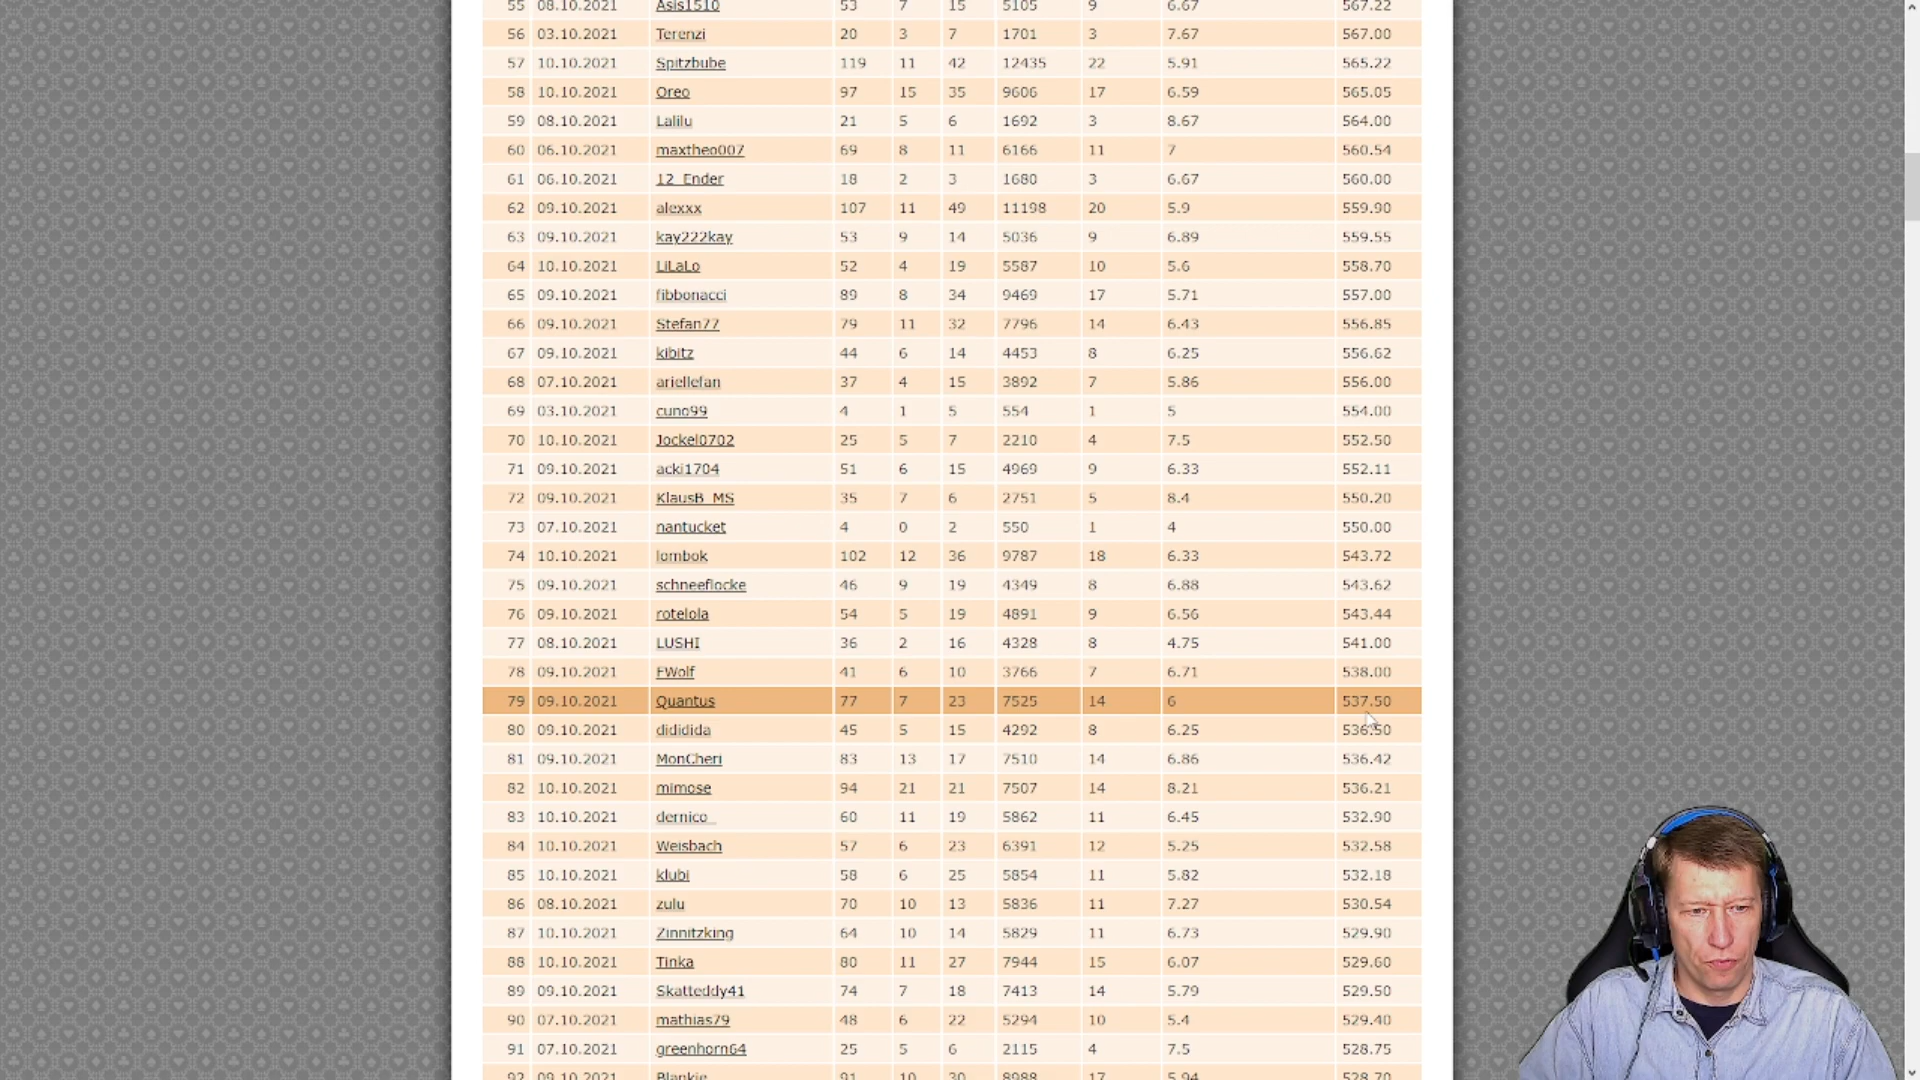 55 08.10.2021 Asis1510 53 7 15 5105 9 6.67 567.22
56 03.10.2021 Terenzi 20 3 7 1701 3 7.67 567.00
57 10.10.2021 Spitzbube 119 11 42 12435 22 5.91 565.22
58 10.10.2021 Oreo 97 15 35 9606 17 6.59 565.05
59 08.10.2021 Lalilu 21 5 6 1692 3 8.67 564.00
60 06.10.2021 maxtheo007 69 8 11 6166 11 7 560.54
61 06.10.2021 12_Ender 18 2 3 1680 3 6.67 560.00
62 09.10.2021 alexxx 107 11 49 11198 20 5.9 559.90
63 09.10.2021 kay222kay 53 9 14 5036 9 6.89 559.55
64 10.10.2021 LiLaLo 52 4 19 5587 10 5.6 558.70
65 09.10.2021 fibbonacci 89 8 34 9469 17 5.71 557.00
66 09.10.2021 Stefan77 79 11 32 7796 14 6.43 556.85
67 09.10.2021 kibitz 44 6 14 4453 8 6.25 556.62
68 07.10.2021 ariellefan 37 4 15 3892 7 5.86 556.00
69 03.10.2021 cuno99 4 1 5 554 1 5 554.00
70 10.10.2021 Jockel0702 25 5 7 2210 4 7.5 552.50
71 09.10.2021 acki1704 51 6 15 4969 9 6.33 552.11
72 09.10.2021 KlausB_MS 35 7 6 2751 5 8.4 550.20
73 07.10.2021 nantucket 4 0 2 550 1 4 550.00
74 10.10.2021 lombok 102 12 36 9787 18 6.33 543.72
75 09.10.2021 schneeflocke 46 9 19 4349 8 6.88 543.62
76 09.10.2021 rotelola 54 5 19 4891 9 6.56 543.44
77 08.10.2021 LUSHI 36 2 16 4328 8 4.75 541.00
78 09.10.2021 FWolf 41 6 10 3766 7 6.71 538.00
79 09.10.2021 Quantus 77 7 23 7525 14 6 537.50
80 09.10.2021 dididida 45 5 15 4292 8 6.25 536.50
81 09.10.2021 MonCheri 83 13 17 7510 14 6.86 536.42
82 10.10.2021 mimose 94 21 21 7507 14 8.21 536.21
83 10.10.2021 dernico_ 60 11 19 5862 11 6.45 532.90
84 10.10.2021 Weisbach 57 6 23 6391 12 5.25 532.58
85 10.10.2021 klubi 58 6 25 5854 11 5.82 532.18
86 08.10.2021 zulu 70 10 13 5836 11 7.27 530.54
87 10.10.2021 Zinnitzking 64 10 14 5829 11 6.73 529.90
88 10.10.2021 Tinka 80 11 27 7944 15 6.07 529.60
89 09.10.2021 Skatteddy41 74 7 18 7413 14 5.79 529.50
90 07.10.2021 mathias79 48 6 22 5294 10 5.4 529.40
91 07.10.2021 greenhorn64 25 5 6 2115 4 7.5 528.75
92 09.10.2021 Blankie 91 10 30 8988 17 5.94 528.70